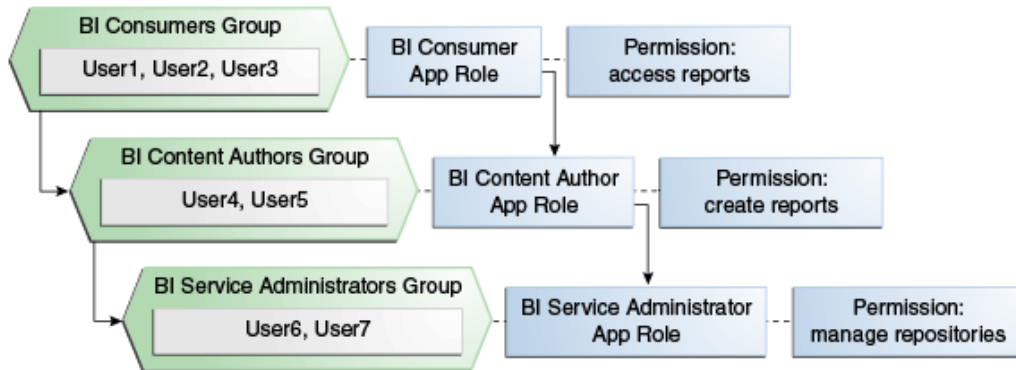 BI Consumers Group
User1, User2, User3
BI Consumer
App Role
Permission:
access reports
BI Content Authors Group
User4, User5
BI Content Author
App Role
Permission:
create reports
BI Service Administrators Group
User6, User7
BI Service Administrator
App Role
Permission:
manage repositories